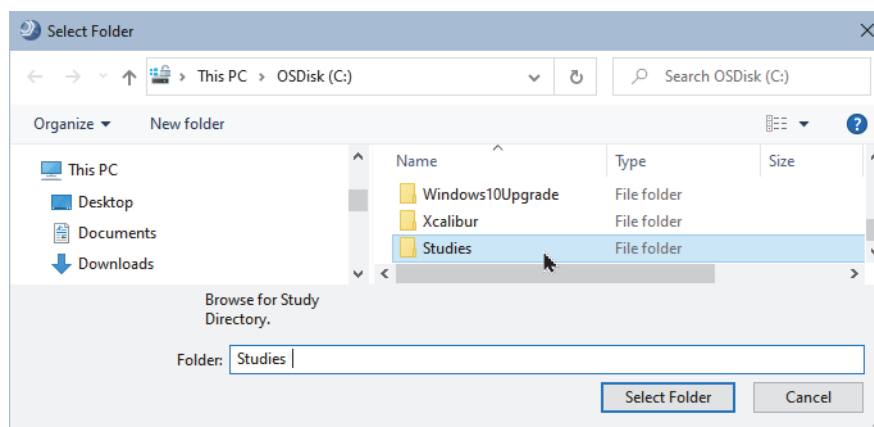 Select Folder
This PC > OSDisk (C:)
Search OSDisk (C:)
Organize
New folder
Name
Type
Size
This PC
Desktop
Documents
Downloads
Windows10Upgrade File folder
Xcalibur File folder
Studies File folder
Browse for Study
Directory.
Folder: Studies
Select Folder
Cancel